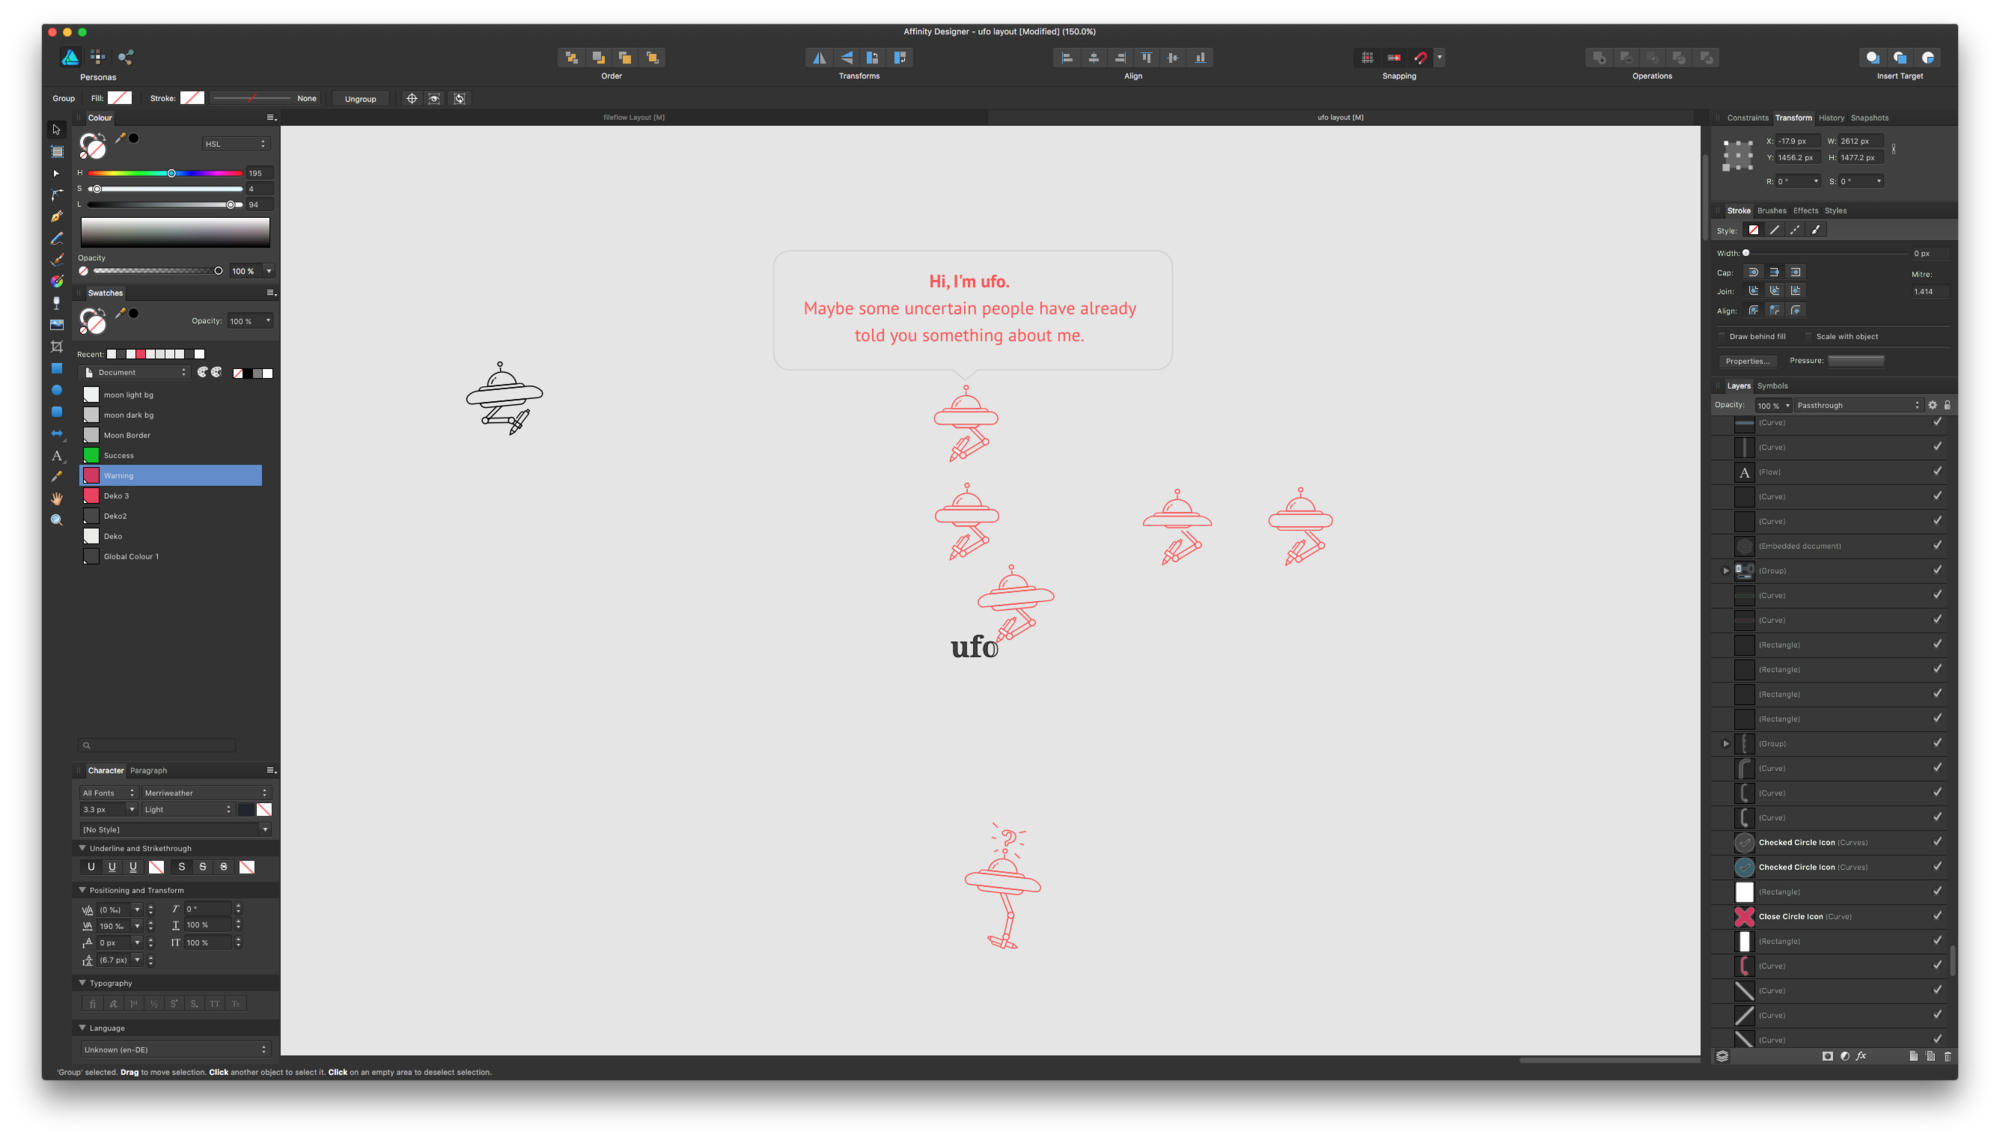 Affinity Designer - ufo layout [Modified] (150.0%)
Personas
Order
Transforms
Align
Snapping
Operations
Insert Target
Group
Fill:
Stroke:
None
Ungroup
Colour
fileflow Layout [M]
ufo layout [M]
HSL
H
195
S
4
L
94
Opacity
100 %
Swatches
Opacity: 100 %
Recent:
Document
moon light bg
moon dark bg
Moon Border
Success
Warning
Deko 3
Deko2
Deko
Global Colour 1
Character Paragraph
All Fonts
Merriweather
3.3 px
Light
[No Style]
Underline and Strikethrough
U U U S S S
Positioning and Transform
(0 ‰)
0 °
190 ‰
100 %
0 px
100 %
(6.7 px)
Typography
Language
Unknown (en-DE)
Hi, I'm ufo.
Maybe some uncertain people have already
told you something about me.
ufo
?
Constraints Transform History Snapshots
X: -17.9 px W: 2612 px
Y: 1456.2 px H: 1477.2 px
R: 0 ° S: 0 °
Stroke Brushes Effects Styles
Style:
Width: 0 px
Cap: Mitre:
Join: 1.414
Align:
Draw behind fill Scale with object
Properties... Pressure:
Layers Symbols
Opacity: 100 % Passthrough
(Curve)
(Curve)
A (Flow)
(Curve)
(Curve)
(Embedded document)
(Group)
(Curve)
(Curve)
(Rectangle)
(Rectangle)
(Rectangle)
(Rectangle)
(Group)
(Curve)
(Curve)
(Curve)
Checked Circle Icon (Curves)
Checked Circle Icon (Curves)
(Rectangle)
Close Circle Icon (Curve)
(Rectangle)
(Curve)
(Curve)
(Curve)
(Curve)
'Group' selected. Drag to move selection. Click another object to select it. Click on an empty area to deselect selection.